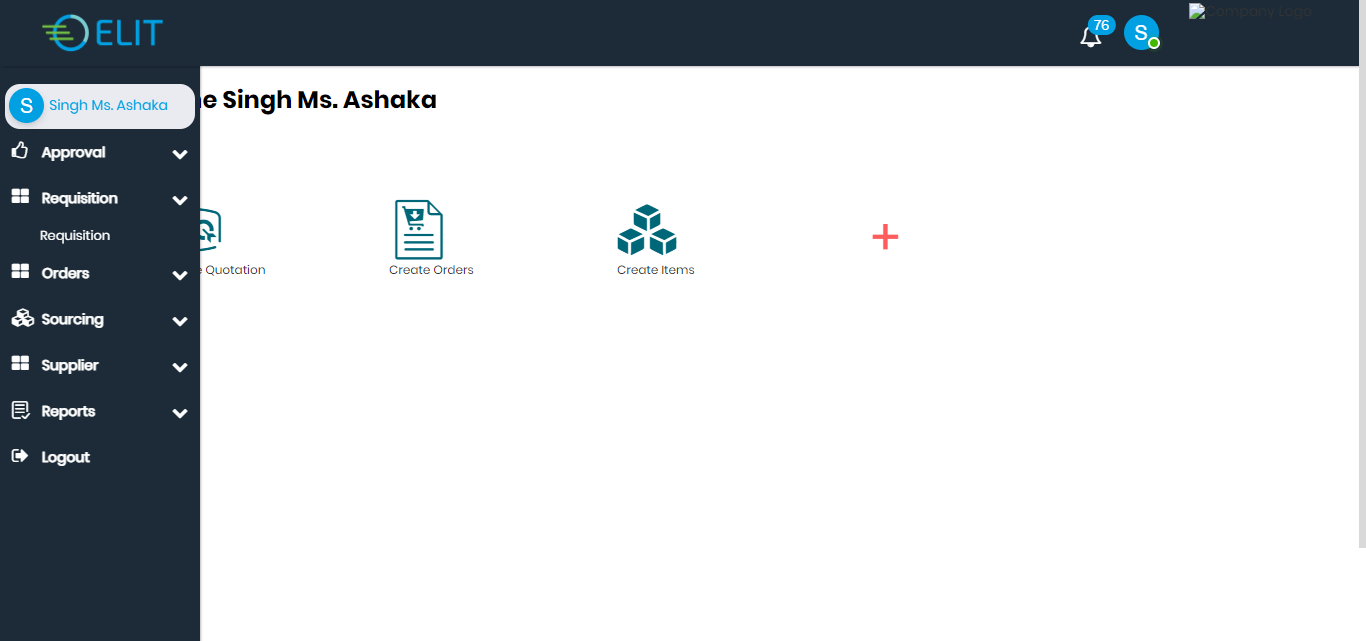 ELIT
76
S
Company Logo
S Singh Ms. Ashaka
Singh Ms. Ashaka
Approval
Requisition
Requisition
Orders
Sourcing
Supplier
Reports
Logout
Quotation
Create Orders
Create Items